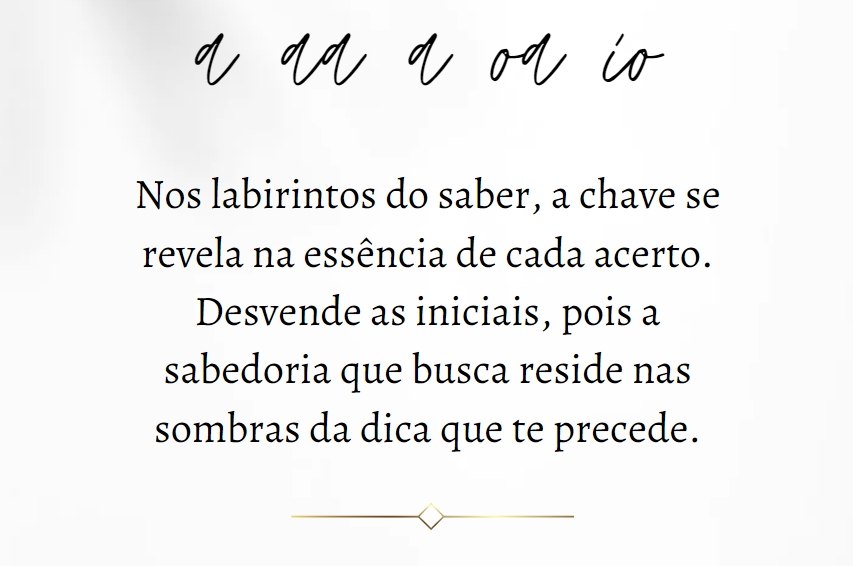 a aa a oa io
Nos labirintos do saber, a chave se
revela na essência de cada acerto.
Desvende as iniciais, pois a
sabedoria que busca reside nas
sombras da dica que te precede.